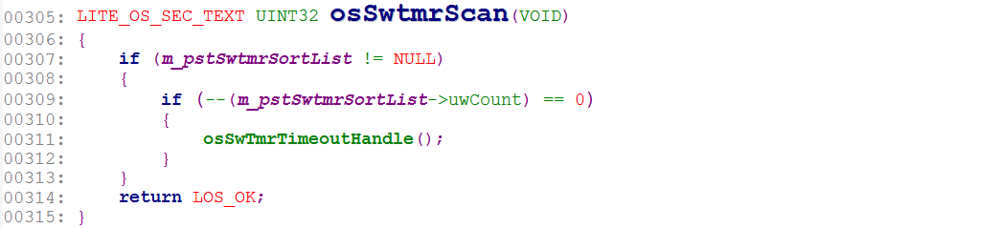 00305: LITE_OS_SEC_TEXT UINT32 osSwtmrScan(VOID)
00306: {
00307:     if (m_pstSwtmrSortList != NULL)
00308:     {
00309:         if (--(m_pstSwtmrSortList->uwCount) == 0)
00310:         {
00311:             osSwTmrTimeoutHandle();
00312:         }
00313:     }
00314:     return LOS_OK;
00315: }